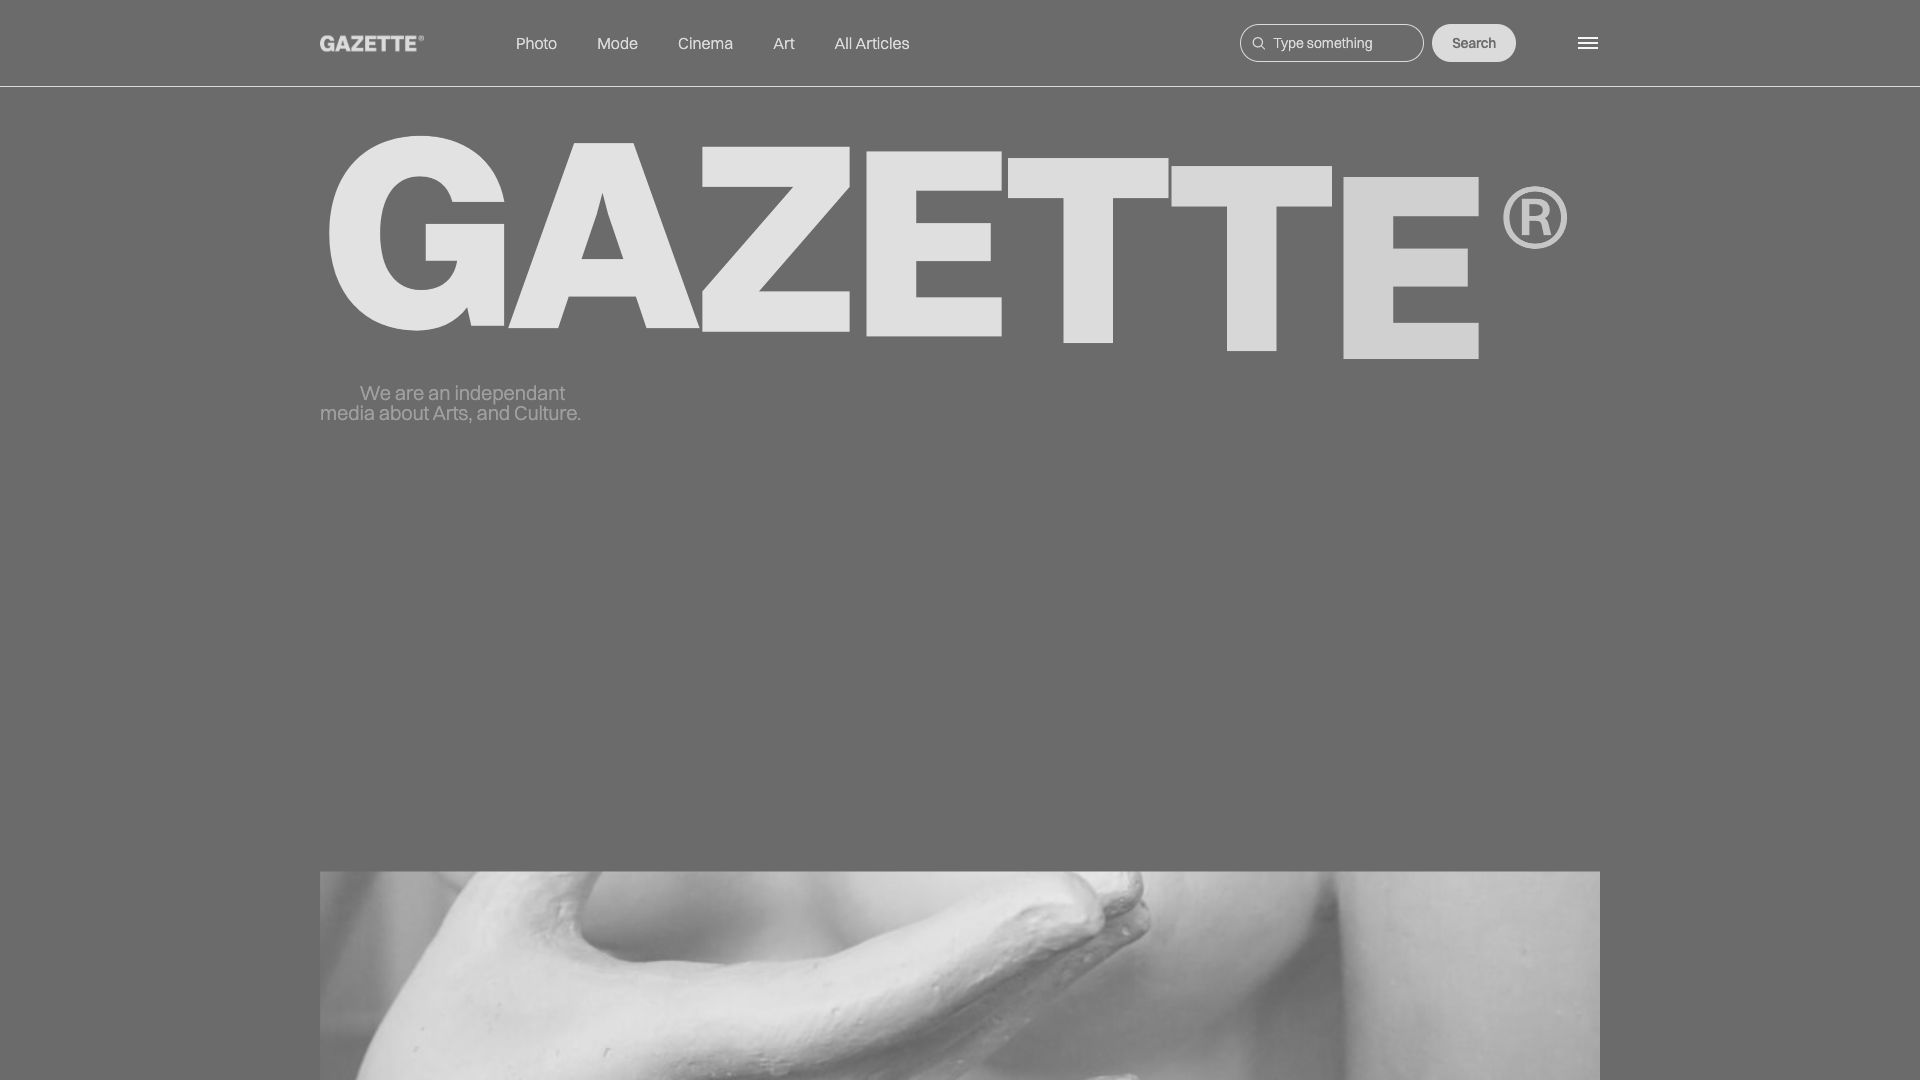 GAZETTE®
Photo
Mode
Cinema
Art
All Articles
Type something
Search
GAZETTE®
We are an independant
media about Arts, and Culture.